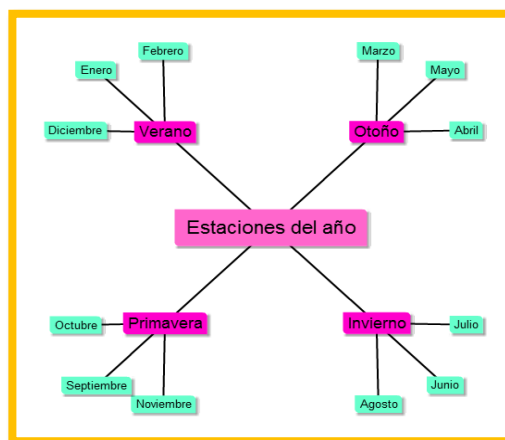 Febrero
Enero
Diciembre
Verano
Marzo
Mayo
Otoño
Abril
Estaciones del año
Octubre
Primavera
Septiembre
Noviembre
Invierno
Julio
Junio
Agosto